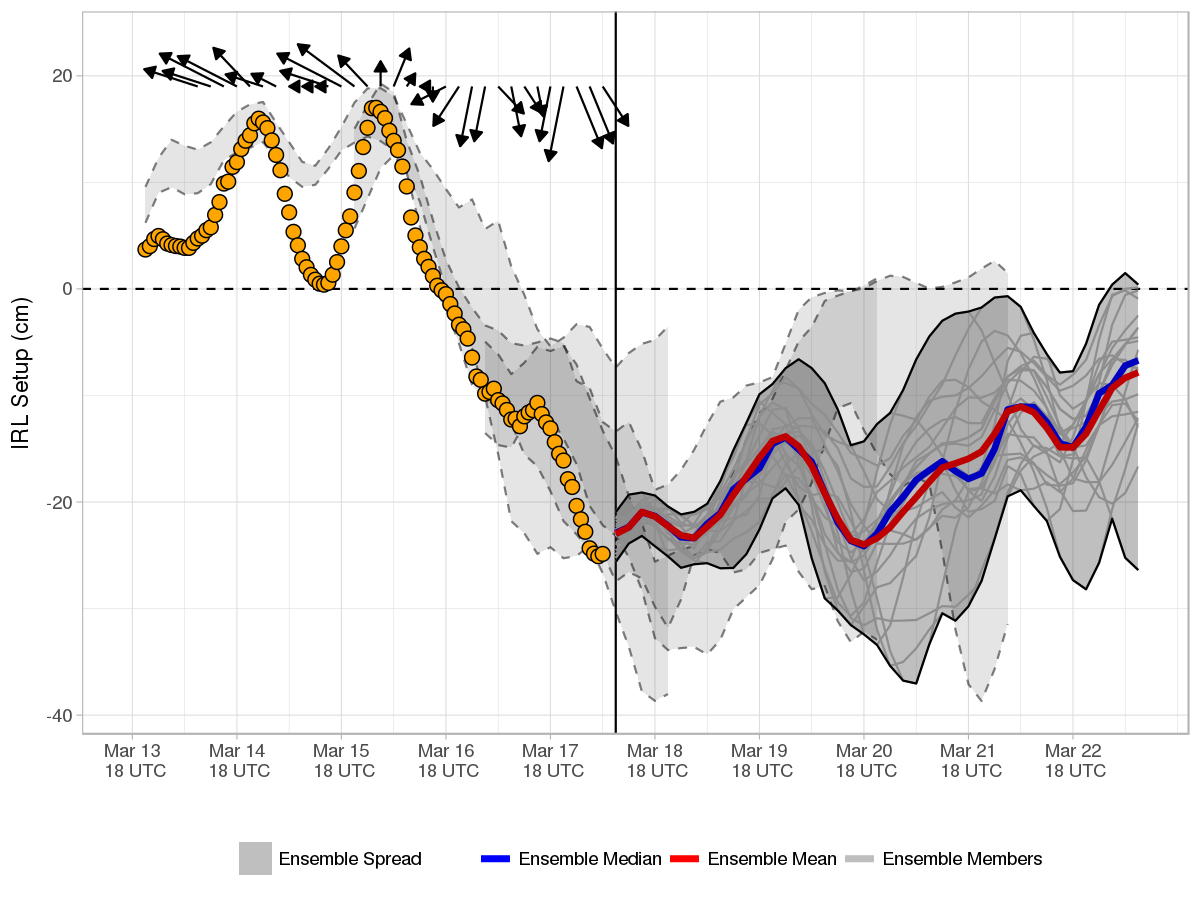 IRL Setup (cm)
20
0
-20
-40
Mar 13 Mar 14 Mar 15 Mar 16 Mar 17 Mar 18 Mar 19 Mar 20 Mar 21 Mar 22
18 UTC 18 UTC 18 UTC 18 UTC 18 UTC 18 UTC 18 UTC 18 UTC 18 UTC 18 UTC
Ensemble Spread Ensemble Median Ensemble Mean Ensemble Members